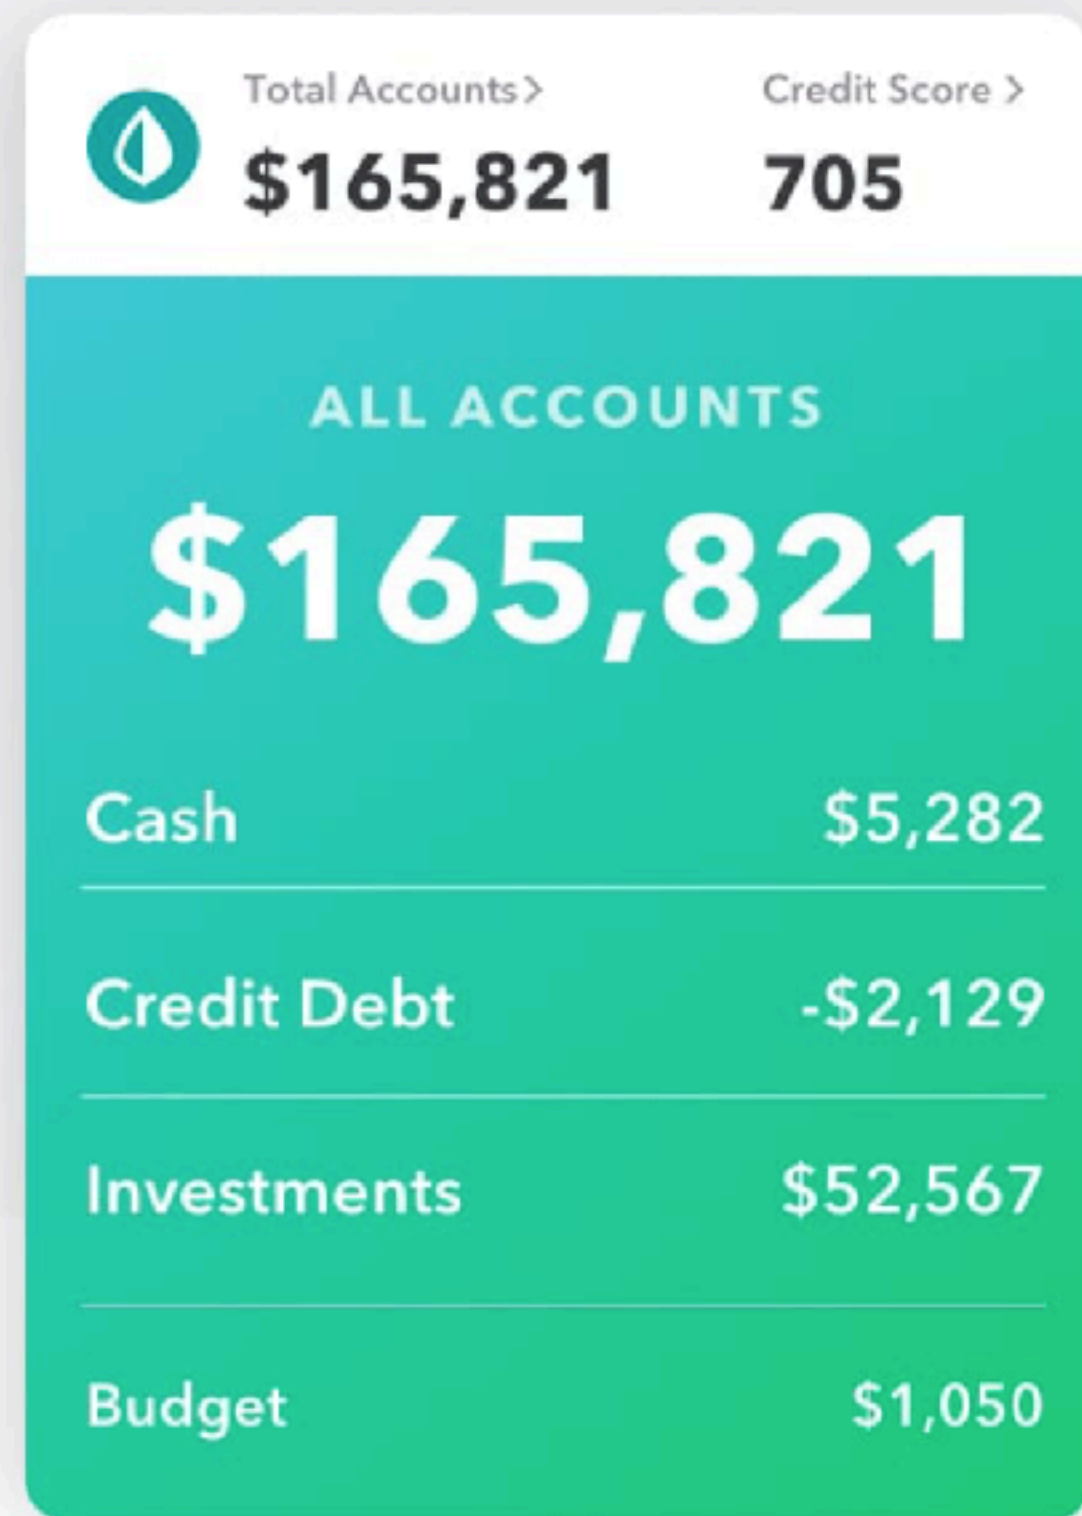 Total Accounts > Credit Score >
$165,821 705
ALL ACCOUNTS
$165,821
Cash $5,282
Credit Debt -$2,129
Investments $52,567
Budget $1,050